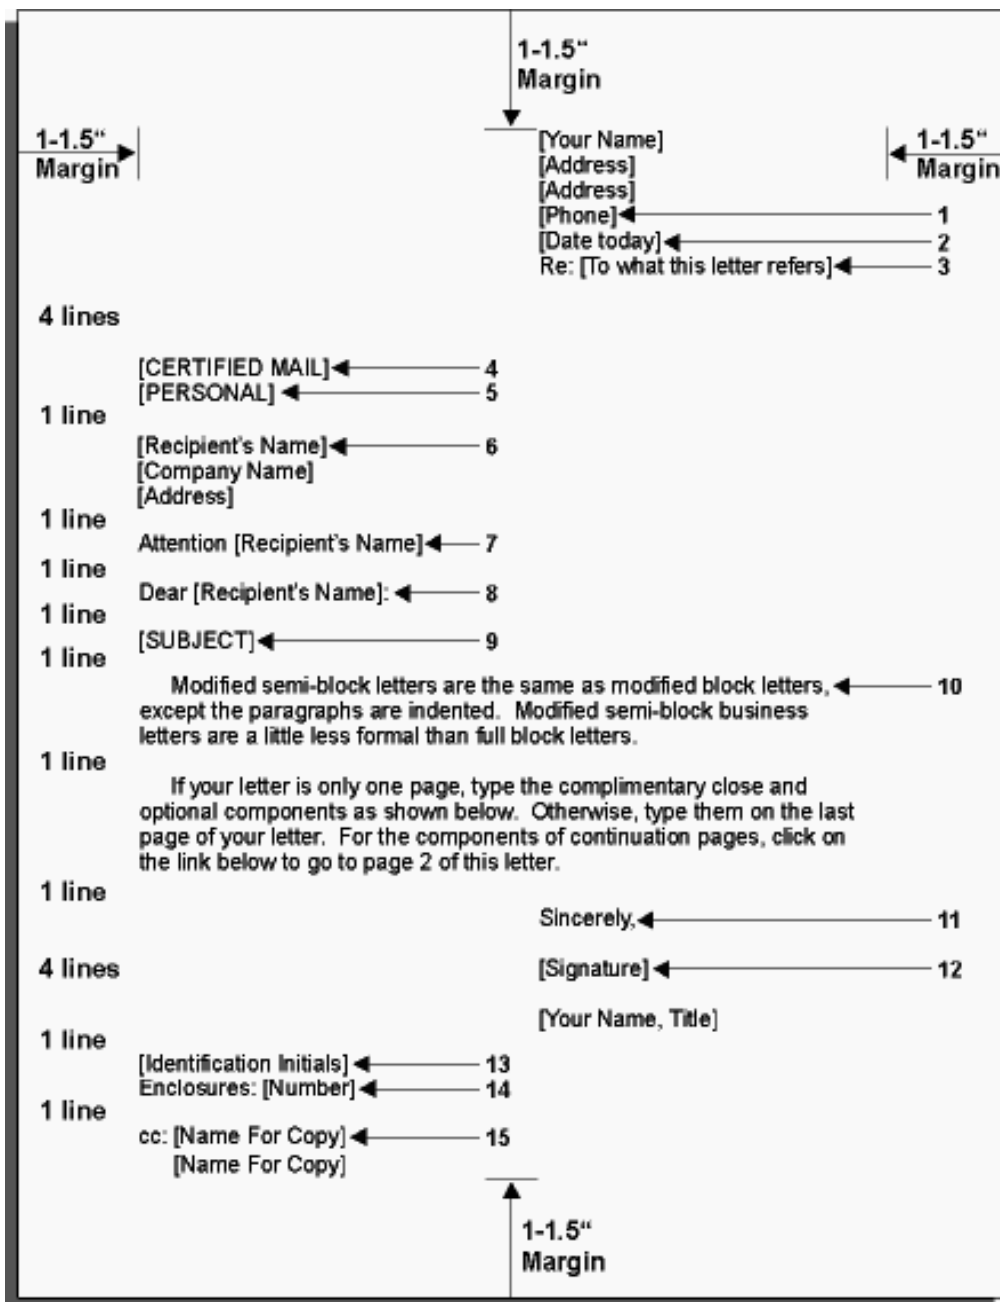 1-1.5“
Margin
1-1.5“
Margin
1-1.5“
Margin
[Your Name]
[Address]
[Address]
[Phone] 1
[Date today] 2
Re: [To what this letter refers] 3
4 lines
[CERTIFIED MAIL] 4
[PERSONAL] 5
1 line
[Recipient's Name] 6
[Company Name]
[Address]
1 line
Attention [Recipient's Name] 7
1 line
Dear [Recipient's Name]: 8
1 line
[SUBJECT] 9
1 line
Modified semi-block letters are the same as modified block letters, 10
except the paragraphs are indented. Modified semi-block business
letters are a little less formal than full block letters.
1 line
If your letter is only one page, type the complimentary close and
optional components as shown below. Otherwise, type them on the last
page of your letter. For the components of continuation pages, click on
the link below to go to page 2 of this letter.
1 line
Sincerely, 11
4 lines
[Signature] 12
[Your Name, Title]
1 line
[Identification Initials] 13
Enclosures: [Number] 14
1 line
cc: [Name For Copy] 15
[Name For Copy]
1-1.5“
Margin